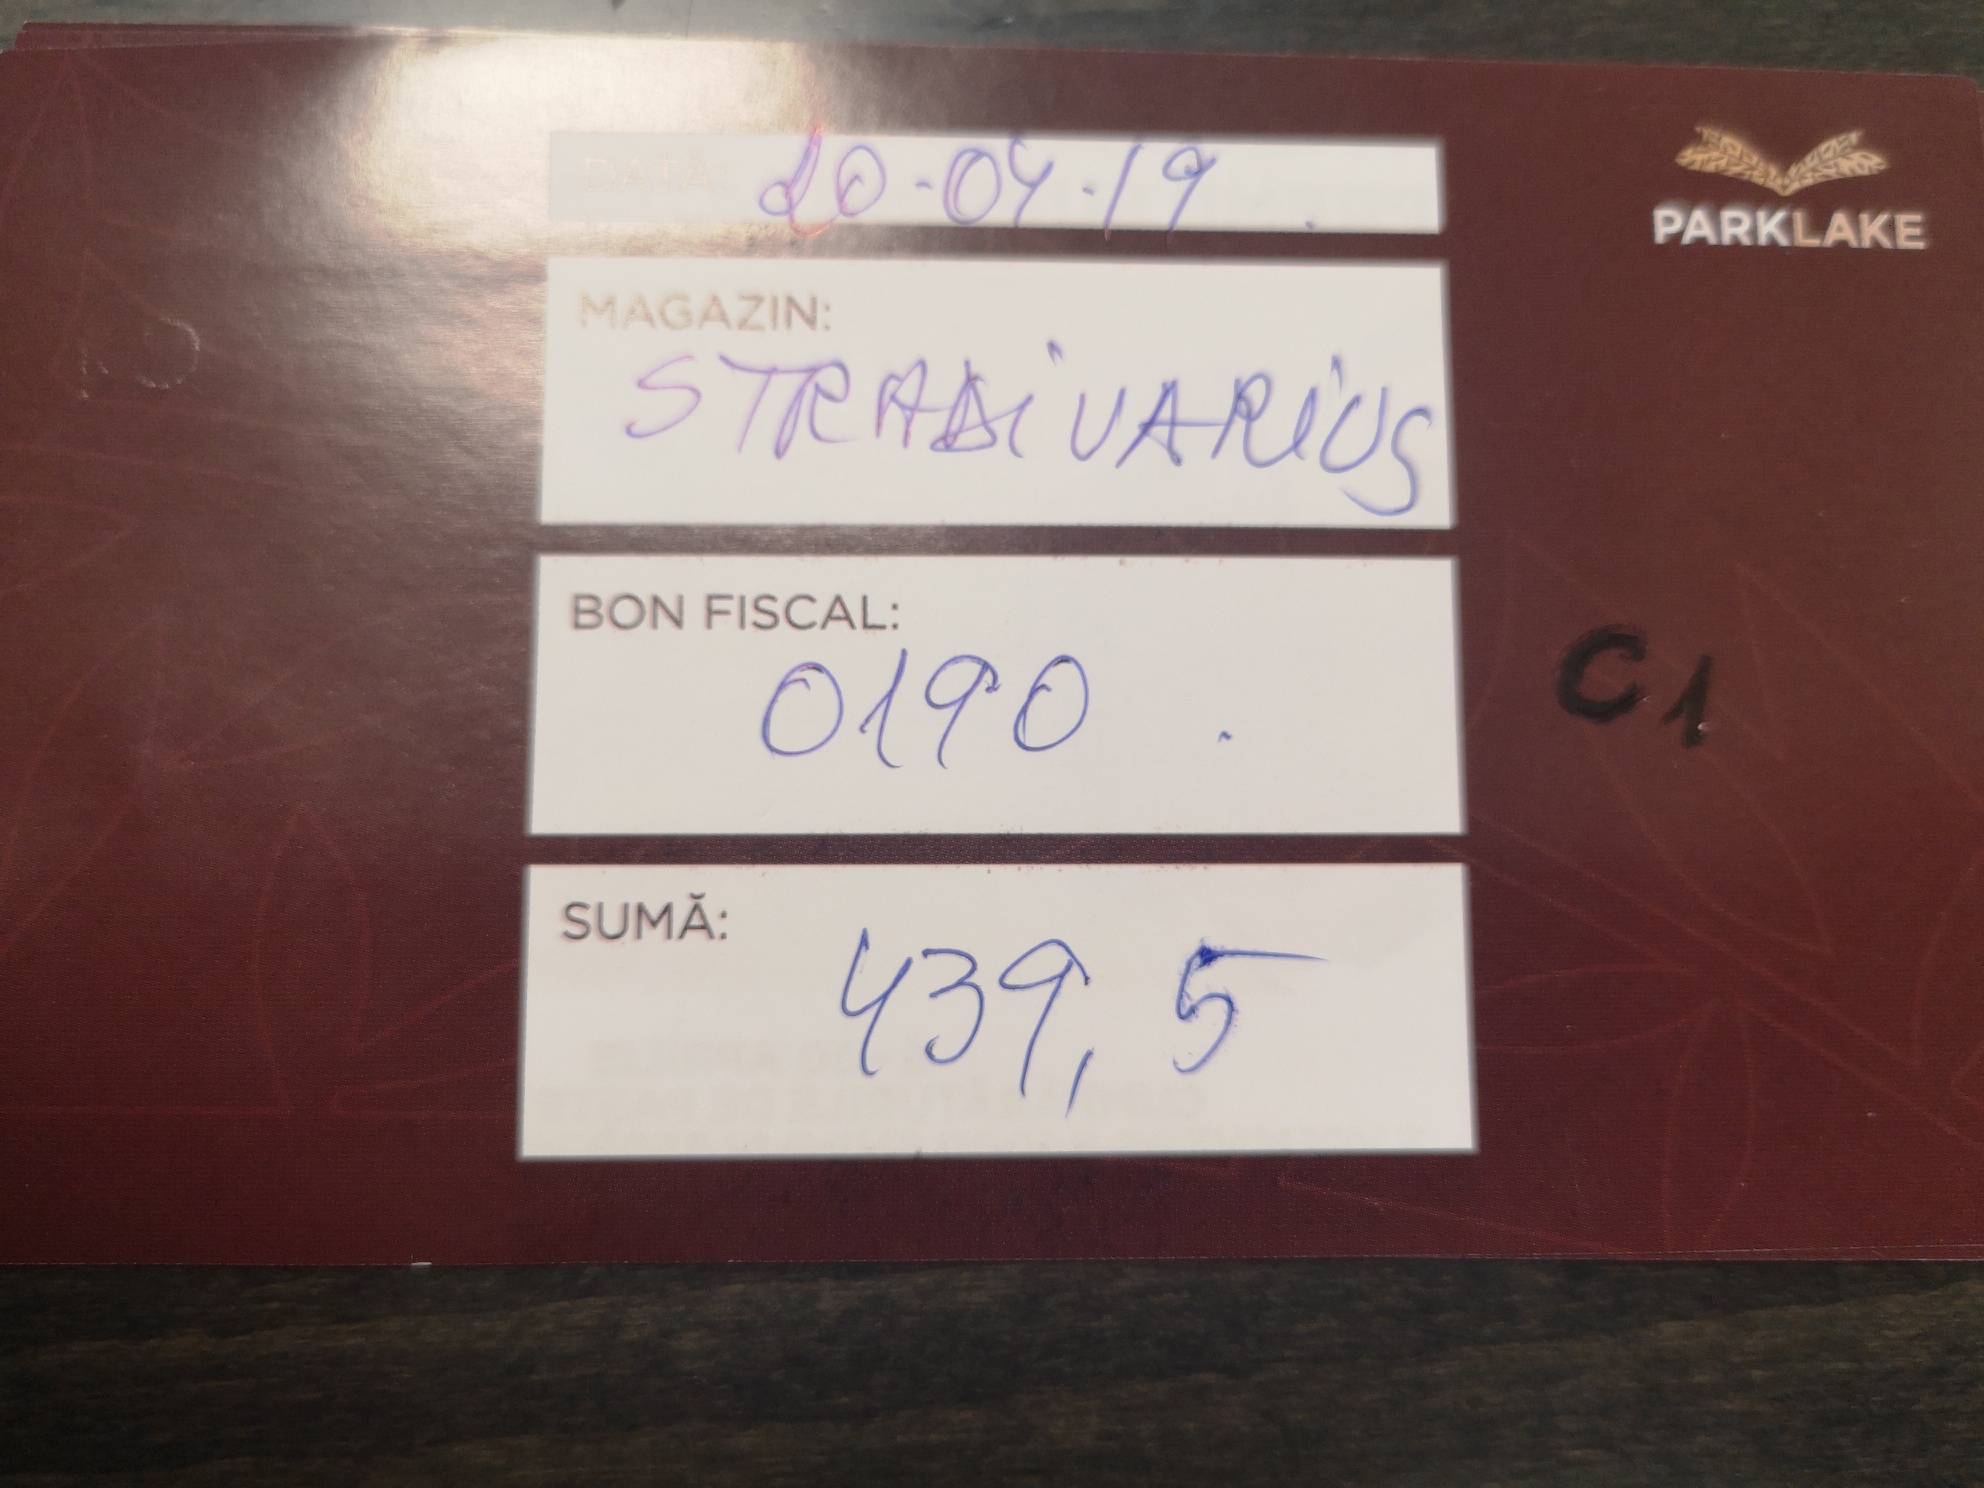 DATĂ: 20.04.19
PARKLAKE
MAGAZIN:
STRADiVARiUS
BON FISCAL:
0190 .
C1
SUMĂ:
439,5